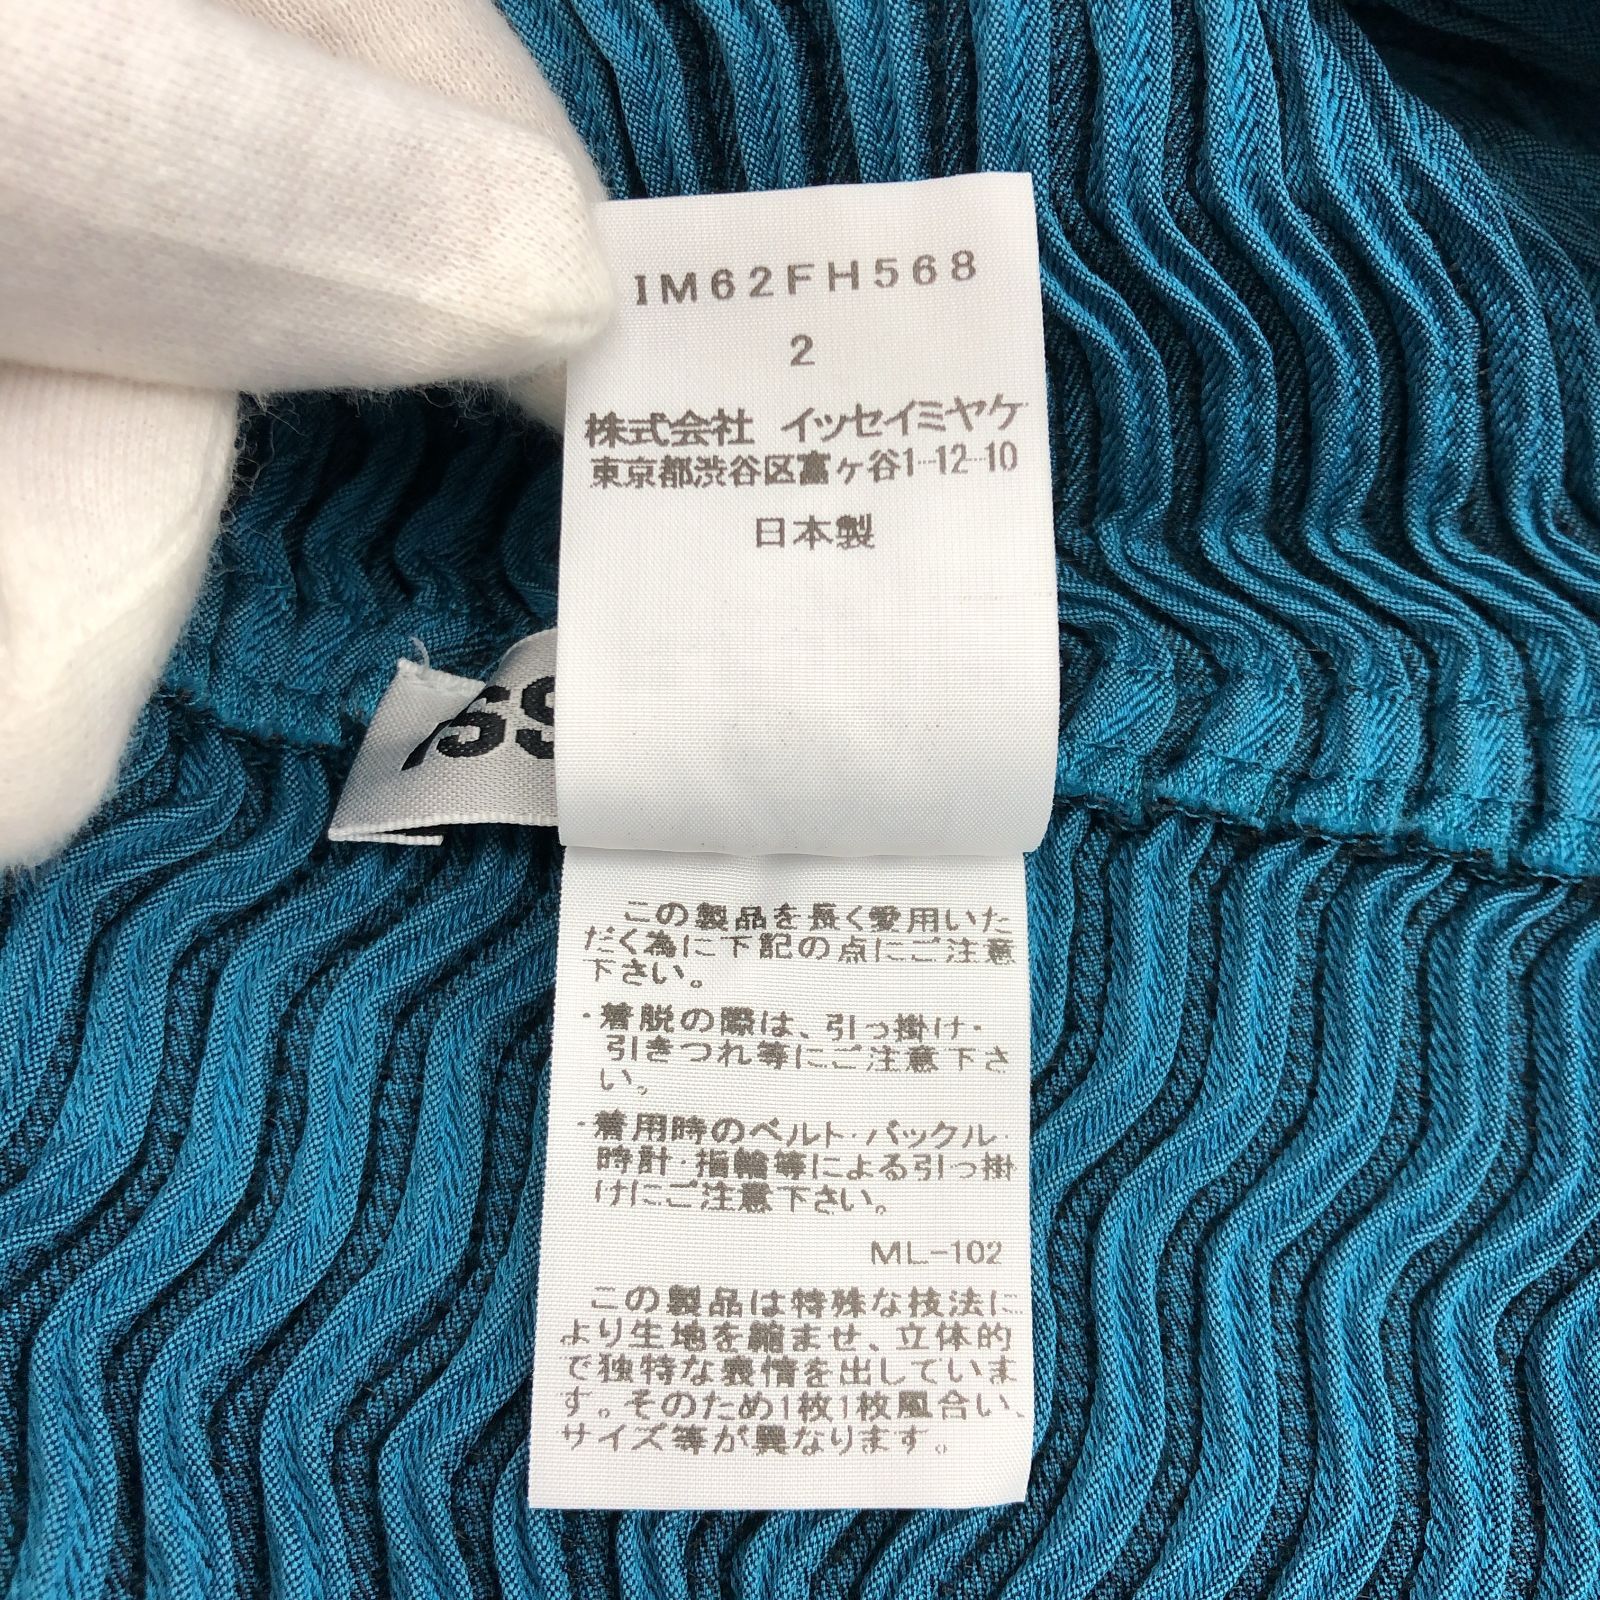 IM62FH568
2
株式会社 イッセイミヤケ
東京都渋谷区富ヶ谷1-12-10
日本製
ISS
この製品を長く愛用いた
だく為に下記の点にご注意
下さい。
・着脱の際は、引っ掛け・
引きつれ等にご注意下さ
い。
・着用時のベルト・バックル・
時計・指輪等による引っ掛
けにご注意下さい。
ML-102
この製品は特殊な技法に
より生地を縮ませ、立体的
で独特な表情を出していま
す。そのため1枚1枚風合い、
サイズ等が異なります。